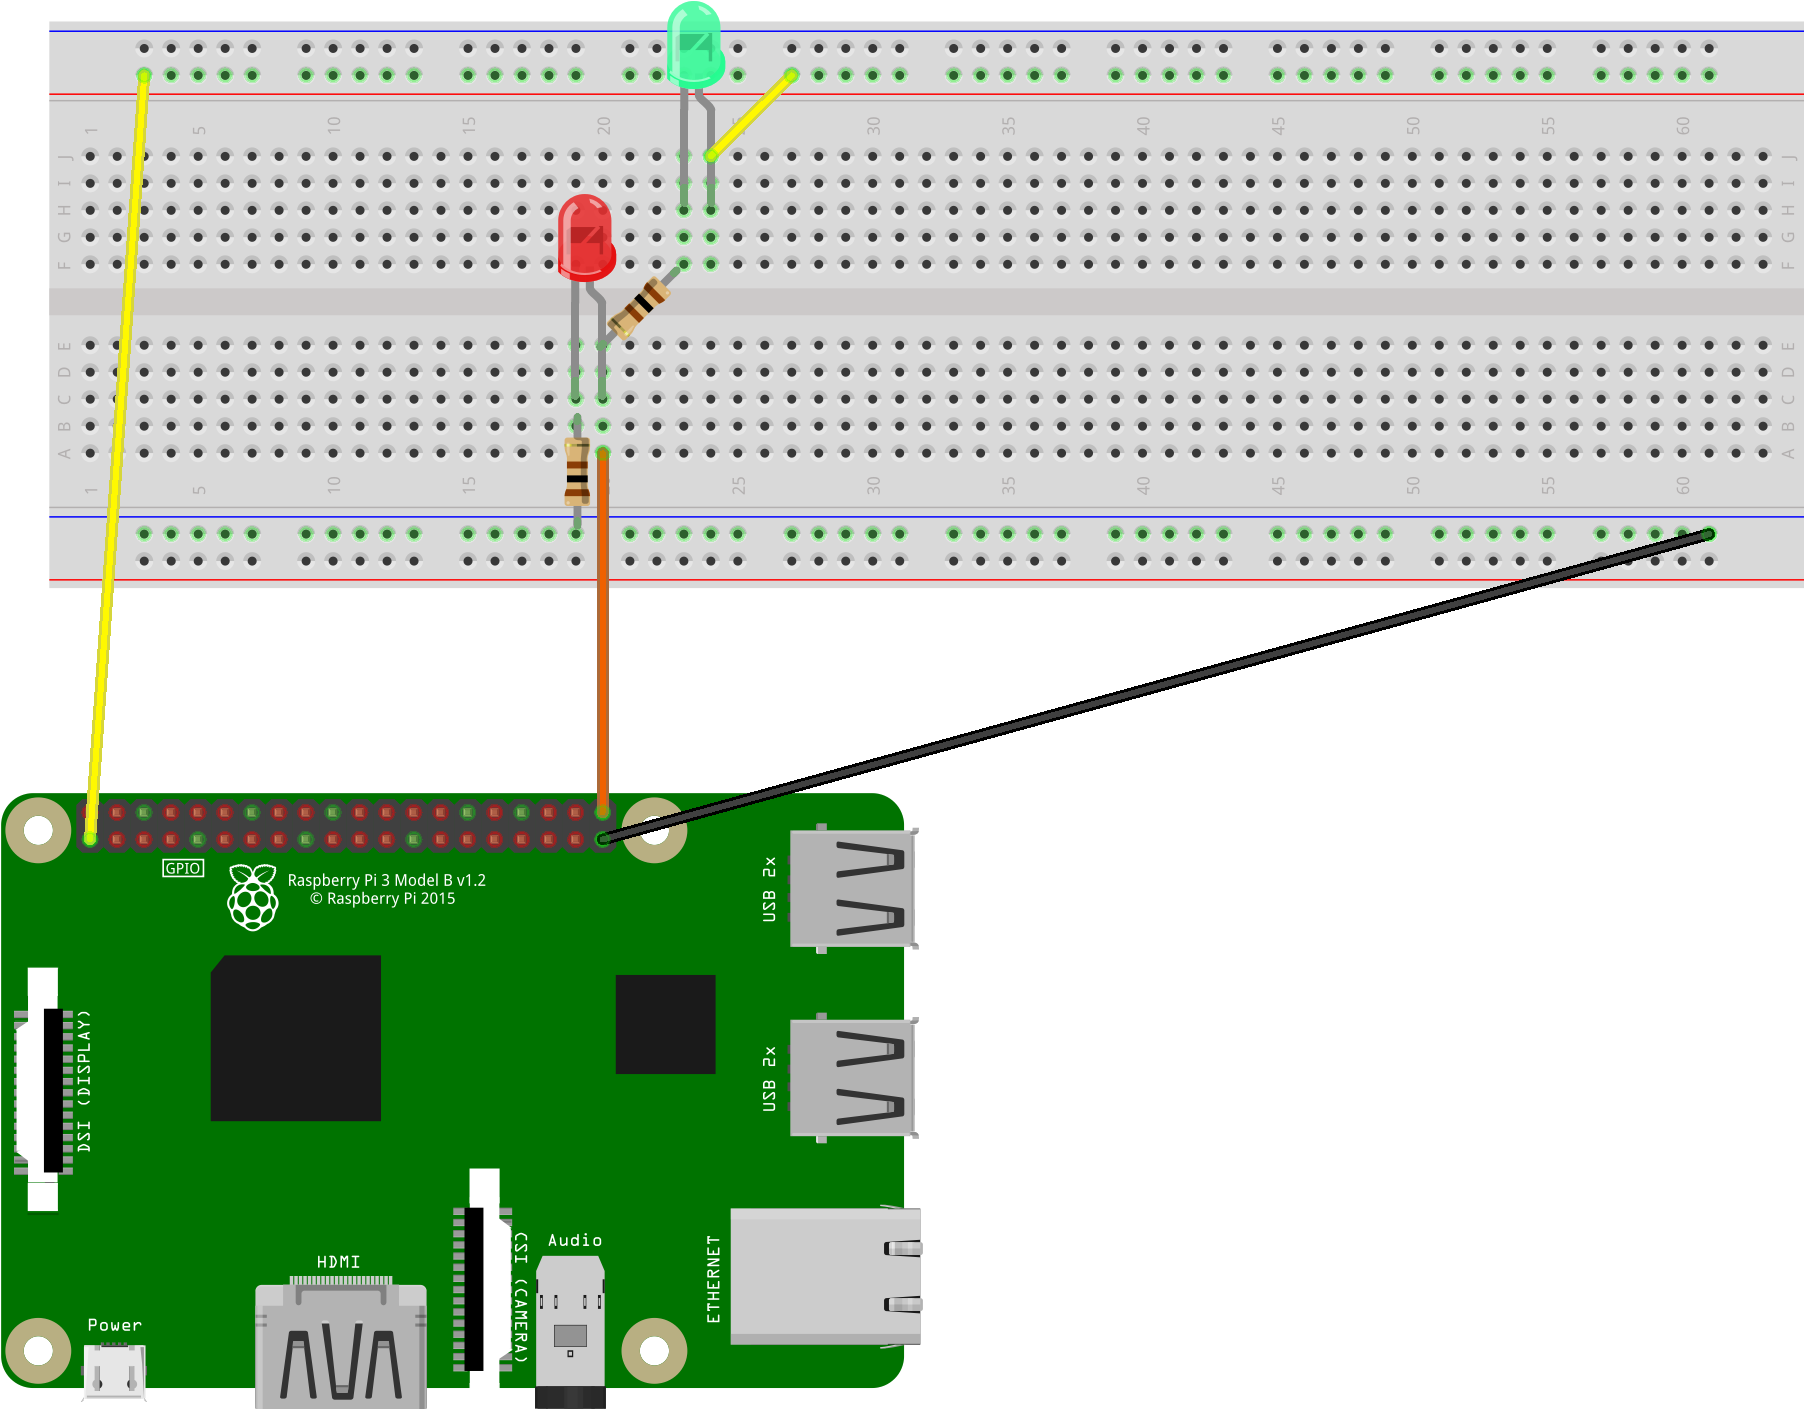 1 5 10 15 20 25 30 35 40 45 50 55 60
J J
I I
H H
G G
F F
E E
D D
C C
B B
A A
1 5 10 15 25 30 35 40 45 50 55 60
GPIO
Raspberry Pi 3 Model B v1.2
© Raspberry Pi 2015
USB 2x
USB 2x
DSI (DISPLAY)
CSI (CAMERA)
Audio
ETHERNET
HDMI
Power